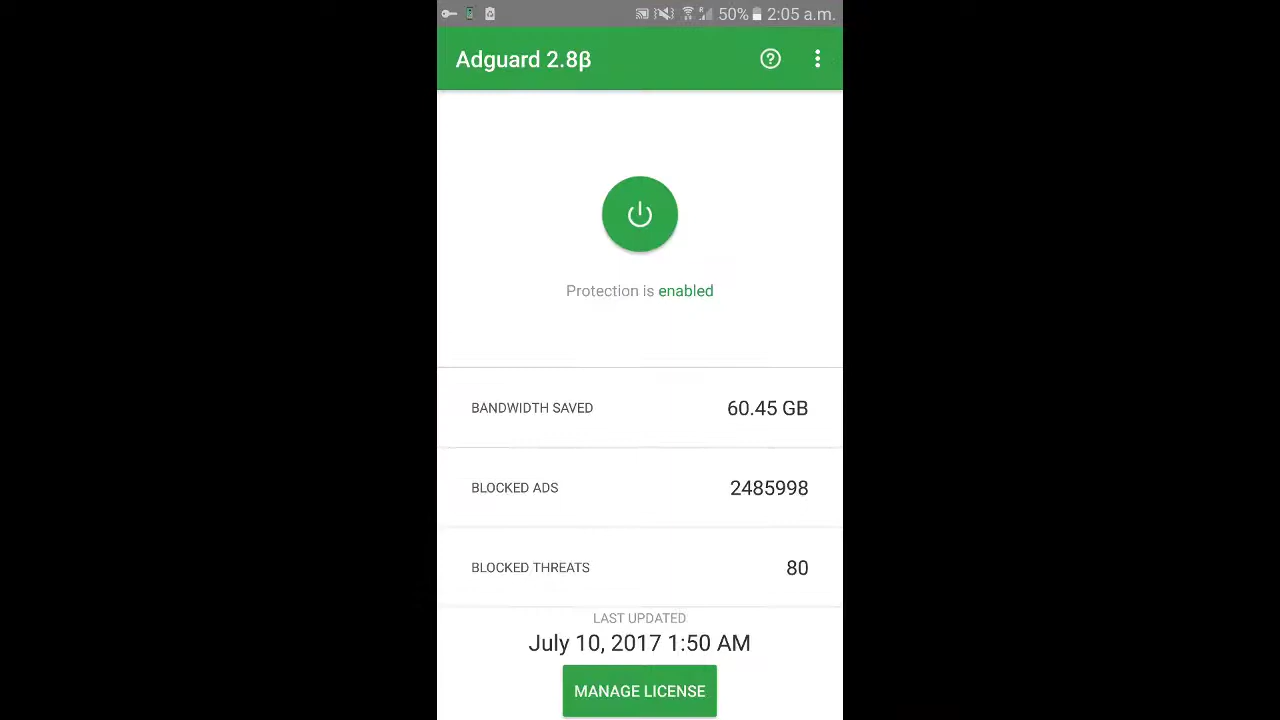 50% 2:05 a.m.
Adguard 2.8β
Protection is enabled
BANDWIDTH SAVED 60.45 GB
BLOCKED ADS 2485998
BLOCKED THREATS 80
LAST UPDATED
July 10, 2017 1:50 AM
MANAGE LICENSE